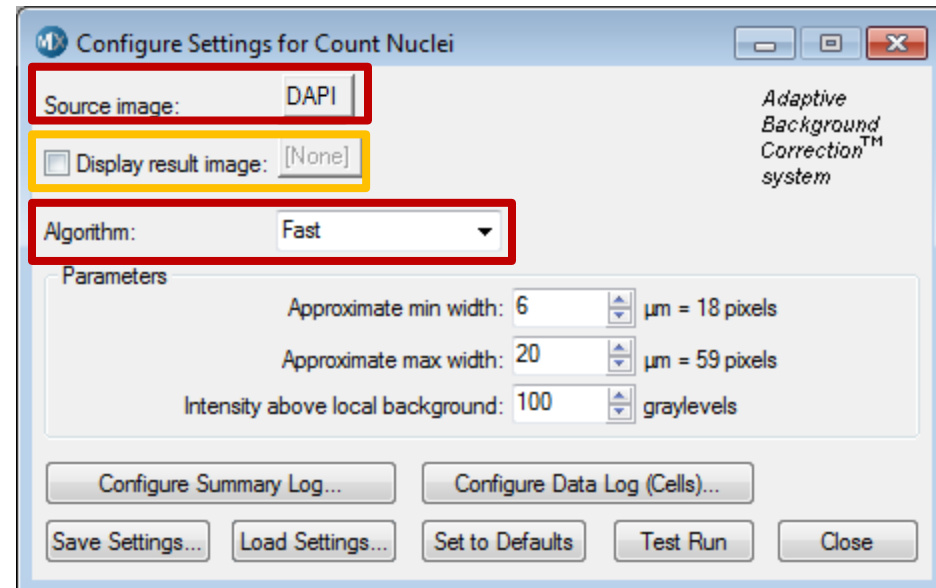 MX Configure Settings for Count Nuclei
Source image: DAPI
Adaptive
Background
Correction™
system
Display result image: [None]
Algorithm: Fast
Parameters
Approximate min width: 6 µm = 18 pixels
Approximate max width: 20 µm = 59 pixels
Intensity above local background: 100 graylevels
Configure Summary Log... Configure Data Log (Cells)...
Save Settings... Load Settings... Set to Defaults Test Run Close